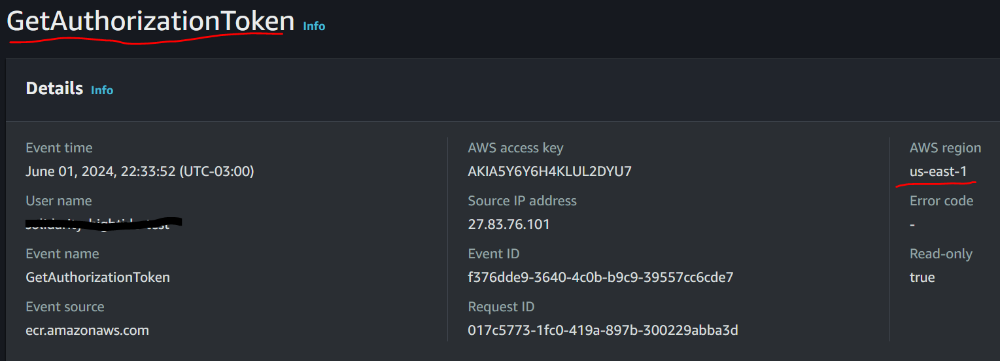 GetAuthorizationToken Info
Details Info
Event time
June 01, 2024, 22:33:52 (UTC-03:00)
User name
Event name
GetAuthorizationToken
Event source
ecr.amazonaws.com
AWS access key
AKIA5Y6Y6H4KLUL2DYU7
Source IP address
27.83.76.101
Event ID
f376dde9-3640-4c0b-b9c9-39557cc6cde7
Request ID
017c5773-1fc0-419a-897b-300229abba3d
AWS region
us-east-1
Error code
-
Read-only
true